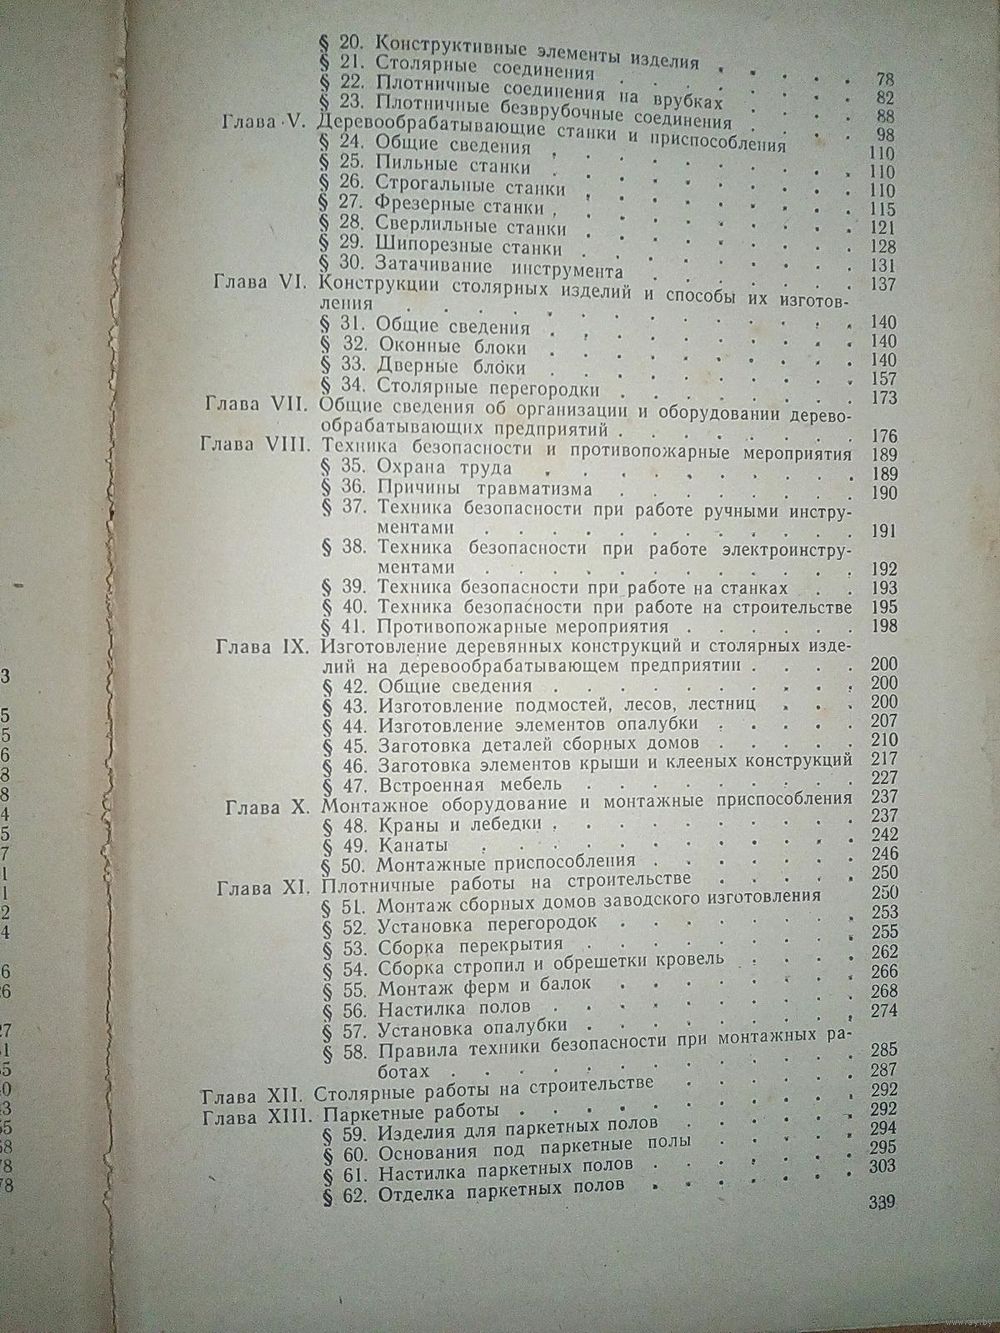 § 20. Конструктивные элементы изделия . . . . . 78
§ 21. Столярные соединения . . . . . . . 82
§ 22. Плотничные соединения на врубках . . . . 88
§ 23. Плотничные безврубочные соединения . . . . 98
Глава V. Деревообрабатывающие станки и приспособления 110
§ 24. Общие сведения . . . . . . . . . 110
§ 25. Пильные станки . . . . . . . . . 110
§ 26. Строгальные станки . . . . . . . . 115
§ 27. Фрезерные станки . . . . . . . . . 121
§ 28. Сверлильные станки . . . . . . . . 128
§ 29. Шипорезные станки . . . . . . . . 131
§ 30. Затачивание инструмента . . . . . . . 137
Глава VI. Конструкции столярных изделий и способы их изготов-
ления . . . . . . . . . . . . . 140
§ 31. Общие сведения . . . . . . . . . 140
§ 32. Оконные блоки . . . . . . . . . 140
§ 33. Дверные блоки . . . . . . . . . 157
§ 34. Столярные перегородки . . . . . . . 173
Глава VII. Общие сведения об организации и оборудовании дерево-
обрабатывающих предприятий . . . . . . . 176
Глава VIII. Техника безопасности и противопожарные мероприятия 189
§ 35. Охрана труда . . . . . . . . . . 189
§ 36. Причины травматизма . . . . . . . 190
§ 37. Техника безопасности при работе ручными инстру-
ментами . . . . . . . . . . . 191
§ 38. Техника безопасности при работе электроинстру-
ментами . . . . . . . . . . . 192
§ 39. Техника безопасности при работе на станках . . 193
§ 40. Техника безопасности при работе на строительстве 195
§ 41. Противопожарные мероприятия . . . . . 198
Глава IX. Изготовление деревянных конструкций и столярных изде-
лий на деревообрабатывающем предприятии . . . . 200
§ 42. Общие сведения . . . . . . . . . 200
§ 43. Изготовление подмостей, лесов, лестниц . . . 200
§ 44. Изготовление элементов опалубки . . . . . 207
§ 45. Заготовка деталей сборных домов . . . . . 210
§ 46. Заготовка элементов крыши и клееных конструкций 217
§ 47. Встроенная мебель . . . . . . . . 227
Глава X. Монтажное оборудование и монтажные приспособления 237
§ 48. Краны и лебедки . . . . . . . . . 237
§ 49. Канаты . . . . . . . . . . . 242
§ 50. Монтажные приспособления . . . . . . 246
Глава XI. Плотничные работы на строительстве . . . . . 250
§ 51. Монтаж сборных домов заводского изготовления 250
§ 52. Установка перегородок . . . . . . . 253
§ 53. Сборка перекрытия . . . . . . . . 255
§ 54. Сборка стропил и обрешетки кровель . . . . 262
§ 55. Монтаж ферм и балок . . . . . . . 266
§ 56. Настилка полов . . . . . . . . . 268
§ 57. Установка опалубки . . . . . . . . 274
§ 58. Правила техники безопасности при монтажных ра-
ботах . . . . . . . . . . . . 285
Глава XII. Столярные работы на строительстве . . . . . 287
Глава XIII. Паркетные работы . . . . . . . . . . 292
§ 59. Изделия для паркетных полов . . . . . 292
§ 60. Основания под паркетные полы . . . . . 294
§ 61. Настилка паркетных полов . . . . . . 295
§ 62. Отделка паркетных полов . . . . . . 303
339
www.ray.by